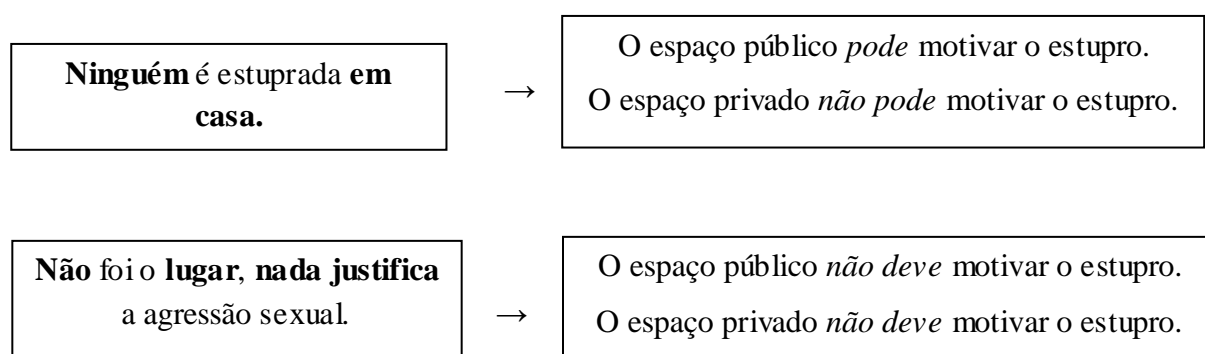 Ninguém é estuprada em
casa.
→
O espaço público pode motivar o estupro.
O espaço privado não pode motivar o estupro.
Não foi o lugar, nada justifica
a agressão sexual.
→
O espaço público não deve motivar o estupro.
O espaço privado não deve motivar o estupro.